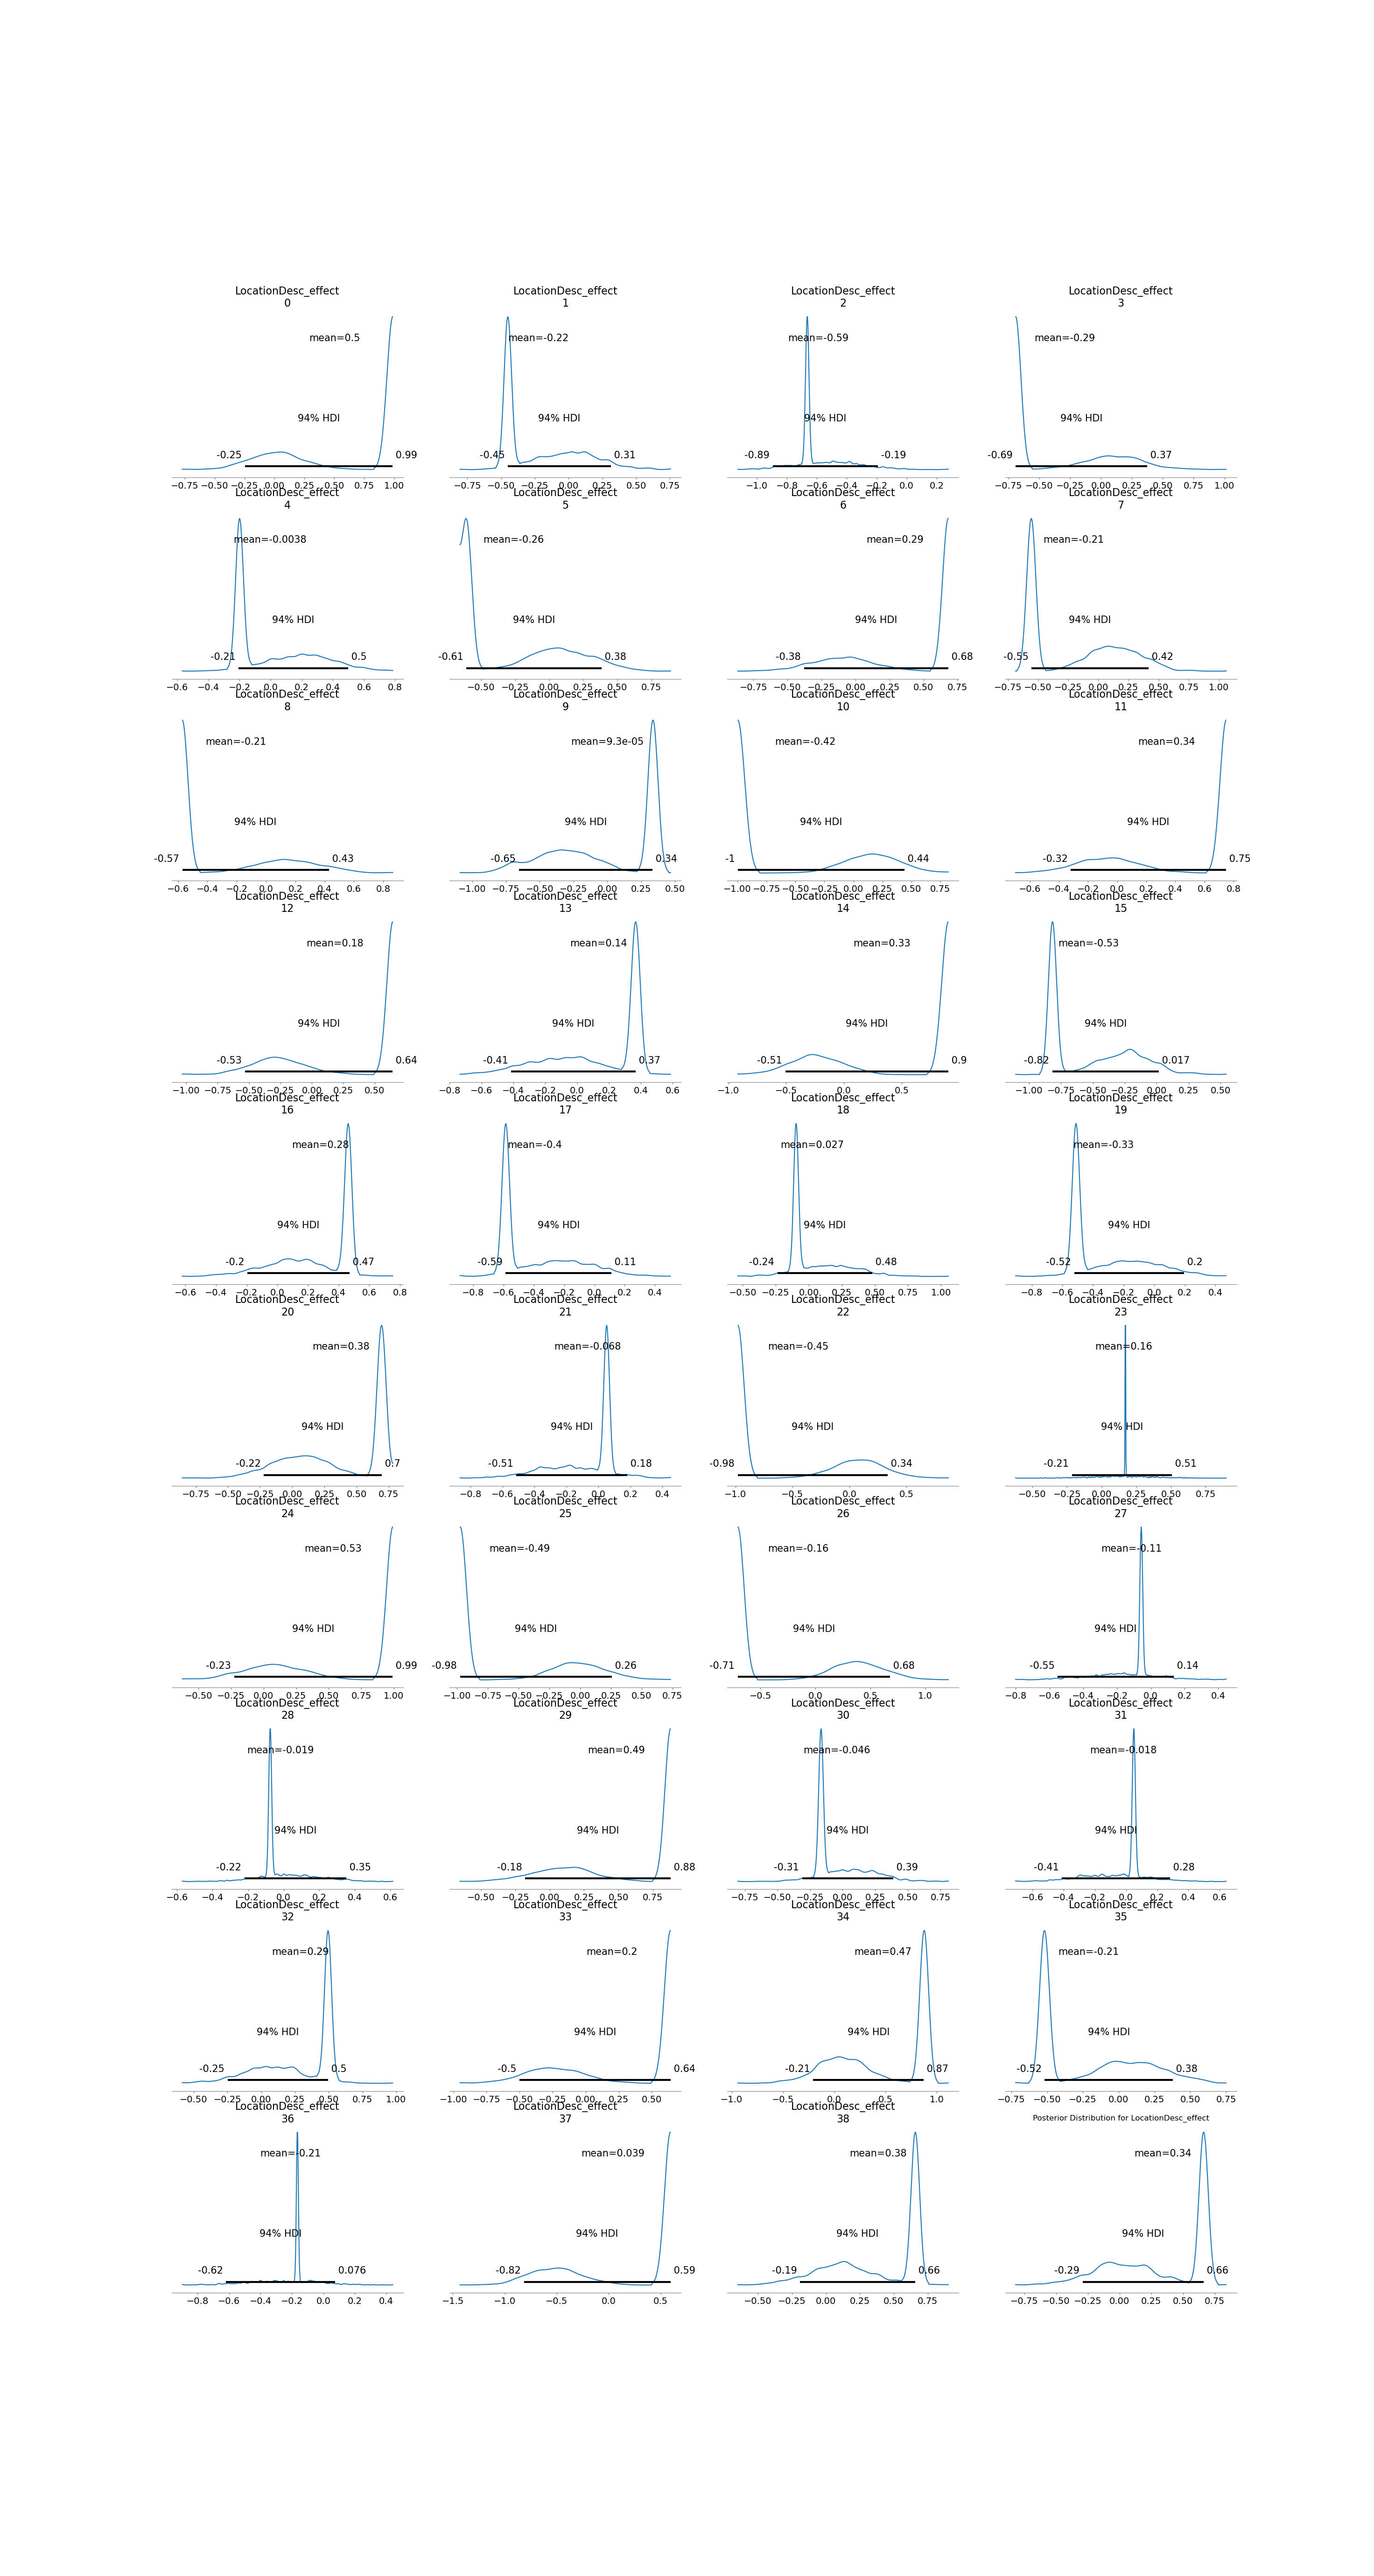 LocationDesc_effect
0
mean=0.5
94% HDI
-0.25 0.99
−0.75 −0.50 −0.25 0.00 0.25 0.50 0.75 1.00
LocationDesc_effect
1
mean=-0.22
94% HDI
-0.45 0.31
−0.75 −0.50 −0.25 0.00 0.25 0.50 0.75
LocationDesc_effect
2
mean=-0.59
94% HDI
-0.89 -0.19
−1.0 −0.8 −0.6 −0.4 −0.2 0.0 0.2
LocationDesc_effect
3
mean=-0.29
94% HDI
-0.69 0.37
−0.75 −0.50 −0.25 0.00 0.25 0.50 0.75 1.00
LocationDesc_effect
4
mean=-0.0038
94% HDI
-0.21 0.5
−0.6 −0.4 −0.2 0.0 0.2 0.4 0.6 0.8
LocationDesc_effect
5
mean=-0.26
94% HDI
-0.61 0.38
−0.50 −0.25 0.00 0.25 0.50 0.75
LocationDesc_effect
6
mean=0.29
94% HDI
-0.38 0.68
−0.75 −0.50 −0.25 0.00 0.25 0.50 0.75
LocationDesc_effect
7
mean=-0.21
94% HDI
-0.55 0.42
−0.75 −0.50 −0.25 0.00 0.25 0.50 0.75 1.00
LocationDesc_effect
8
mean=-0.21
94% HDI
-0.57 0.43
−0.6 −0.4 −0.2 0.0 0.2 0.4 0.6 0.8
LocationDesc_effect
9
mean=9.3e-05
94% HDI
-0.65 0.34
−1.00 −0.75 −0.50 −0.25 0.00 0.25 0.50
LocationDesc_effect
10
mean=-0.42
94% HDI
-1 0.44
−1.00 −0.75 −0.50 −0.25 0.00 0.25 0.50 0.75
LocationDesc_effect
11
mean=0.34
94% HDI
-0.32 0.75
−0.6 −0.4 −0.2 0.0 0.2 0.4 0.6 0.8
LocationDesc_effect
12
mean=0.18
94% HDI
-0.53 0.64
−1.00 −0.75 −0.50 −0.25 0.00 0.25 0.50
LocationDesc_effect
13
mean=0.14
94% HDI
-0.41 0.37
−0.8 −0.6 −0.4 −0.2 0.0 0.2 0.4 0.6
LocationDesc_effect
14
mean=0.33
94% HDI
-0.51 0.9
−1.0 −0.5 0.0 0.5
LocationDesc_effect
15
mean=-0.53
94% HDI
-0.82 0.017
−1.00 −0.75 −0.50 −0.25 0.00 0.25 0.50
LocationDesc_effect
16
mean=0.28
94% HDI
-0.2 0.47
−0.6 −0.4 −0.2 0.0 0.2 0.4 0.6 0.8
LocationDesc_effect
17
mean=-0.4
94% HDI
-0.59 0.11
−0.8 −0.6 −0.4 −0.2 0.0 0.2 0.4
LocationDesc_effect
18
mean=0.027
94% HDI
-0.24 0.48
−0.50 −0.25 0.00 0.25 0.50 0.75 1.00
LocationDesc_effect
19
mean=-0.33
94% HDI
-0.52 0.2
−0.8 −0.6 −0.4 −0.2 0.0 0.2 0.4
LocationDesc_effect
20
mean=0.38
94% HDI
-0.22 0.7
−0.75 −0.50 −0.25 0.00 0.25 0.50 0.75
LocationDesc_effect
21
mean=-0.068
94% HDI
-0.51 0.18
−0.8 −0.6 −0.4 −0.2 0.0 0.2 0.4
LocationDesc_effect
22
mean=-0.45
94% HDI
-0.98 0.34
−1.0 −0.5 0.0 0.5
LocationDesc_effect
23
mean=0.16
94% HDI
-0.21 0.51
−0.50 −0.25 0.00 0.25 0.50 0.75
LocationDesc_effect
24
mean=0.53
94% HDI
-0.23 0.99
−0.50 −0.25 0.00 0.25 0.50 0.75 1.00
LocationDesc_effect
25
mean=-0.49
94% HDI
-0.98 0.26
−1.00 −0.75 −0.50 −0.25 0.00 0.25 0.50 0.75
LocationDesc_effect
26
mean=-0.16
94% HDI
-0.71 0.68
−0.5 0.0 0.5 1.0
LocationDesc_effect
27
mean=-0.11
94% HDI
-0.55 0.14
−0.8 −0.6 −0.4 −0.2 0.0 0.2 0.4
LocationDesc_effect
28
mean=-0.019
94% HDI
-0.22 0.35
−0.6 −0.4 −0.2 0.0 0.2 0.4 0.6
LocationDesc_effect
29
mean=0.49
94% HDI
-0.18 0.88
−0.50 −0.25 0.00 0.25 0.50 0.75
LocationDesc_effect
30
mean=-0.046
94% HDI
-0.31 0.39
−0.75 −0.50 −0.25 0.00 0.25 0.50 0.75
LocationDesc_effect
31
mean=-0.018
94% HDI
-0.41 0.28
−0.6 −0.4 −0.2 0.0 0.2 0.4 0.6
LocationDesc_effect
32
mean=0.29
94% HDI
-0.25 0.5
−0.50 −0.25 0.00 0.25 0.50 0.75 1.00
LocationDesc_effect
33
mean=0.2
94% HDI
-0.5 0.64
−1.00 −0.75 −0.50 −0.25 0.00 0.25 0.50
LocationDesc_effect
34
mean=0.47
94% HDI
-0.21 0.87
−1.0 −0.5 0.0 0.5 1.0
LocationDesc_effect
35
mean=-0.21
94% HDI
-0.52 0.38
−0.75 −0.50 −0.25 0.00 0.25 0.50 0.75
LocationDesc_effect
36
mean=-0.21
94% HDI
-0.62 0.076
−0.8 −0.6 −0.4 −0.2 0.0 0.2 0.4
LocationDesc_effect
37
mean=0.039
94% HDI
-0.82 0.59
−1.5 −1.0 −0.5 0.0 0.5
LocationDesc_effect
38
mean=0.38
94% HDI
-0.19 0.66
−0.50 −0.25 0.00 0.25 0.50 0.75
Posterior Distribution for LocationDesc_effect
mean=0.34
94% HDI
-0.29 0.66
−0.75 −0.50 −0.25 0.00 0.25 0.50 0.75